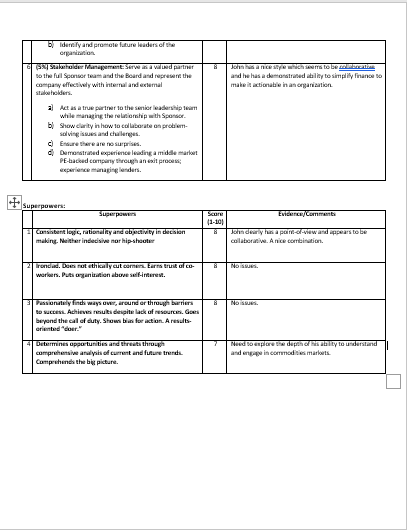 b) Identify and promote future leaders of the
organization.
6 (5%) Stakeholder Management: Serve as a valued partner
to the full Sponsor team and the Board and represent the
company effectively with internal and external
stakeholders.
8
John has a nice style which seems to be collaborative
and he has a demonstrated ability to simplify finance to
make it actionable in an organization.
a) Act as a true partner to the senior leadership team
while managing the relationship with Sponsor.
b) Show clarity in how to collaborate on problem-
solving issues and challenges.
c) Ensure there are no surprises.
d) Demonstrated experience leading a middle market
PE-backed company through an exit process;
experience managing lenders.
Superpowers:
Superpowers
Score
(1-10)
Evidence/Comments
1 Consistent logic, rationality and objectivity in decision
making. Neither indecisive nor hip-shooter
8
John clearly has a point-of-view and appears to be
collaborative. A nice combination.
2 Ironclad. Does not ethically cut corners. Earns trust of co-
workers. Puts organization above self-interest.
8
No issues.
3 Passionately finds ways over, around or through barriers
to success. Achieves results despite lack of resources. Goes
beyond the call of duty. Shows bias for action. A results-
oriented "doer."
8
No issues.
4 Determines opportunities and threats through
comprehensive analysis of current and future trends.
Comprehends the big picture.
7
Need to explore the depth of his ability to understand
and engage in commodities markets.